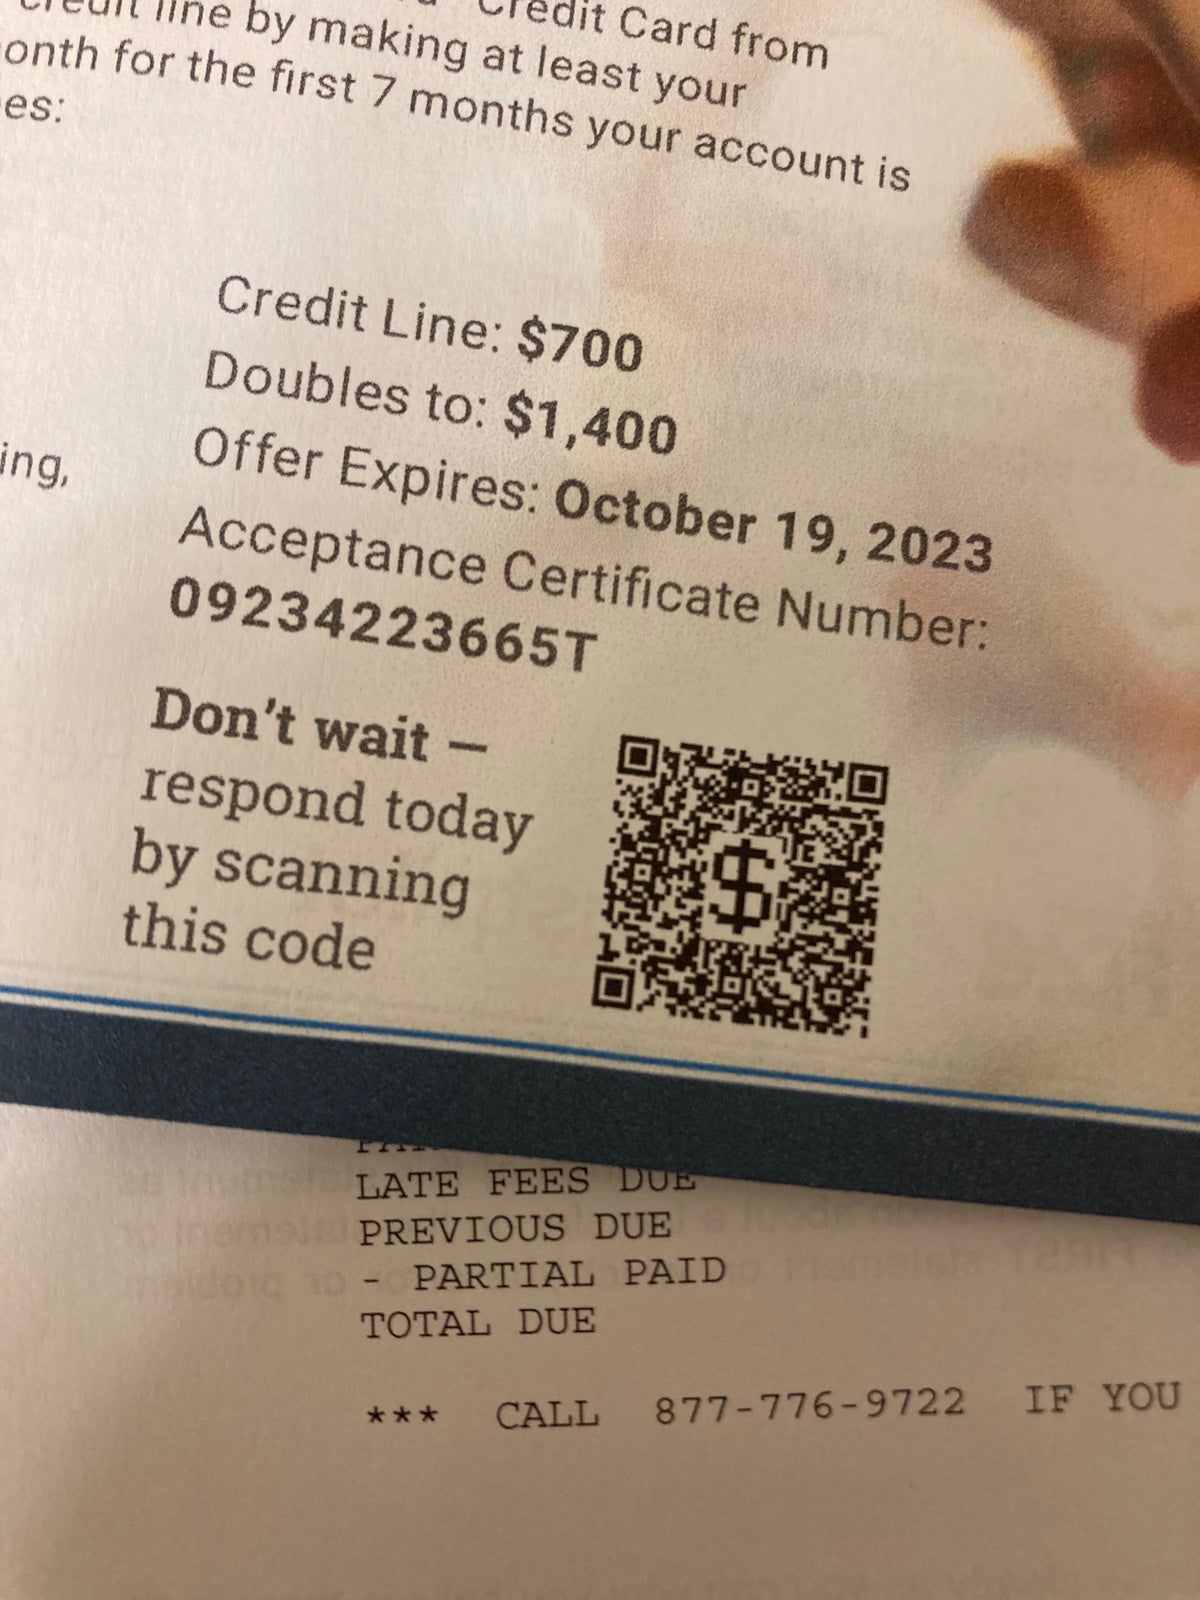 Credit Card from
credit line by making at least your
onth for the first 7 months your account is
es:
ing,
Credit Line: $700
Doubles to: $1,400
Offer Expires: October 19, 2023
Acceptance Certificate Number:
09234223665T
Don't wait —
respond today
by scanning
this code
$
LATE FEES DUE
PREVIOUS DUE
- PARTIAL PAID
TOTAL DUE
*** CALL 877-776-9722 IF YOU